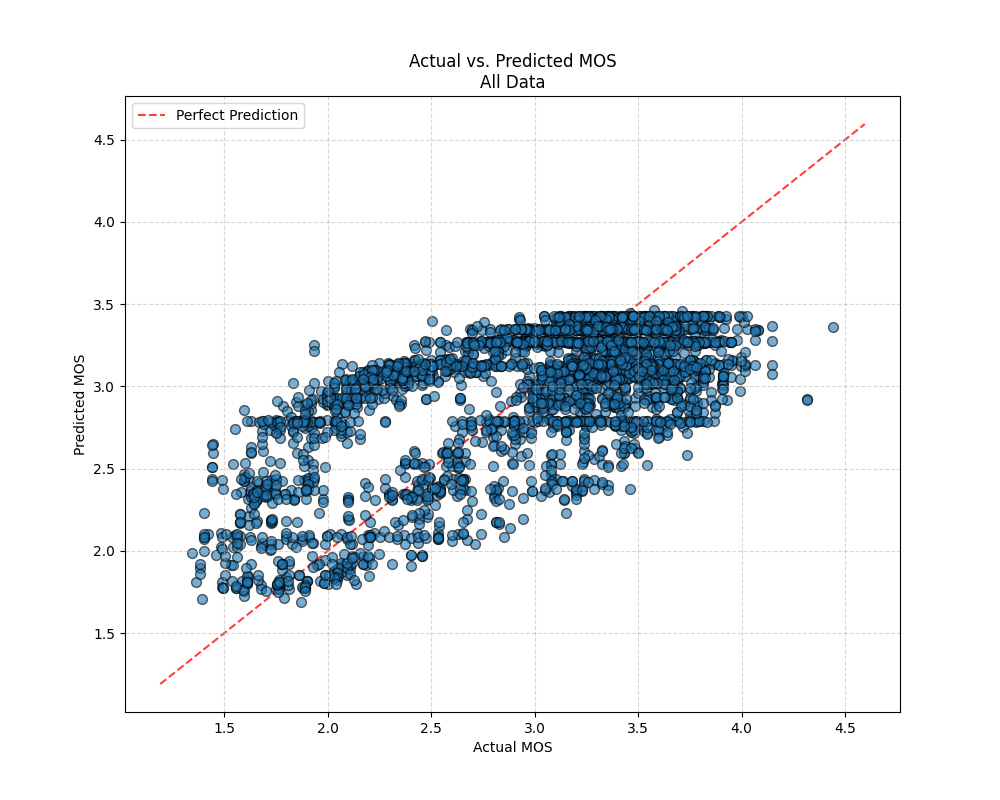 Actual vs. Predicted MOS
All Data
Perfect Prediction
Predicted MOS
4.5
4.0
3.5
3.0
2.5
2.0
1.5
1.5 2.0 2.5 3.0 3.5 4.0 4.5
Actual MOS